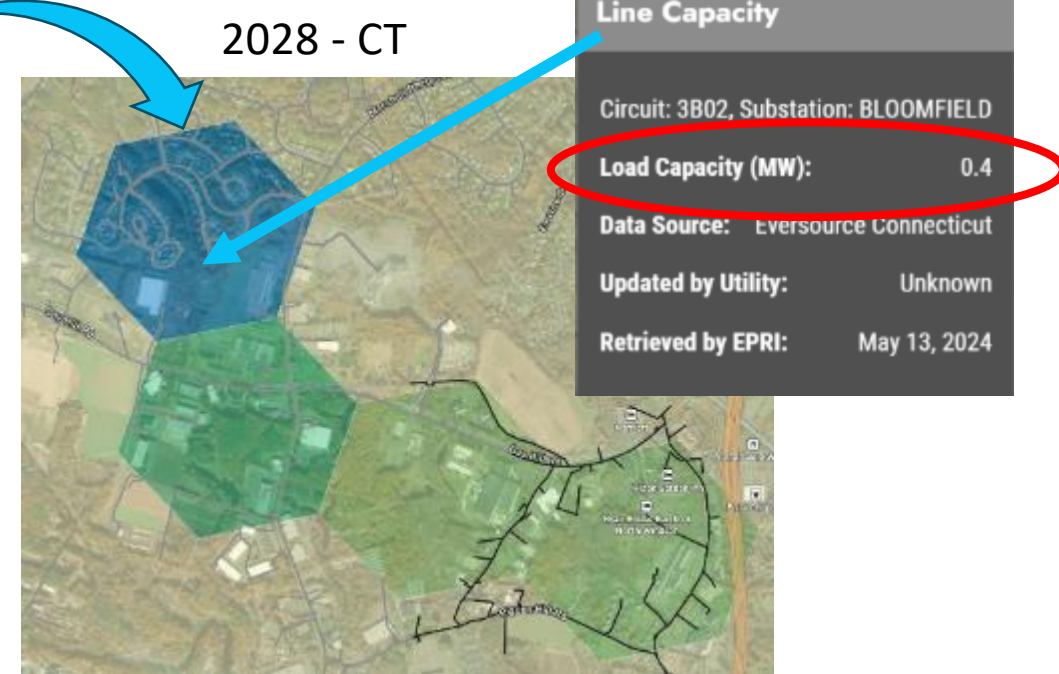 2028 - CT
Line Capacity
Circuit: 3B02, Substation: BLOOMFIELD
Load Capacity (MW): 0.4
Data Source: Eversource Connecticut
Updated by Utility: Unknown
Retrieved by EPRI: May 13, 2024